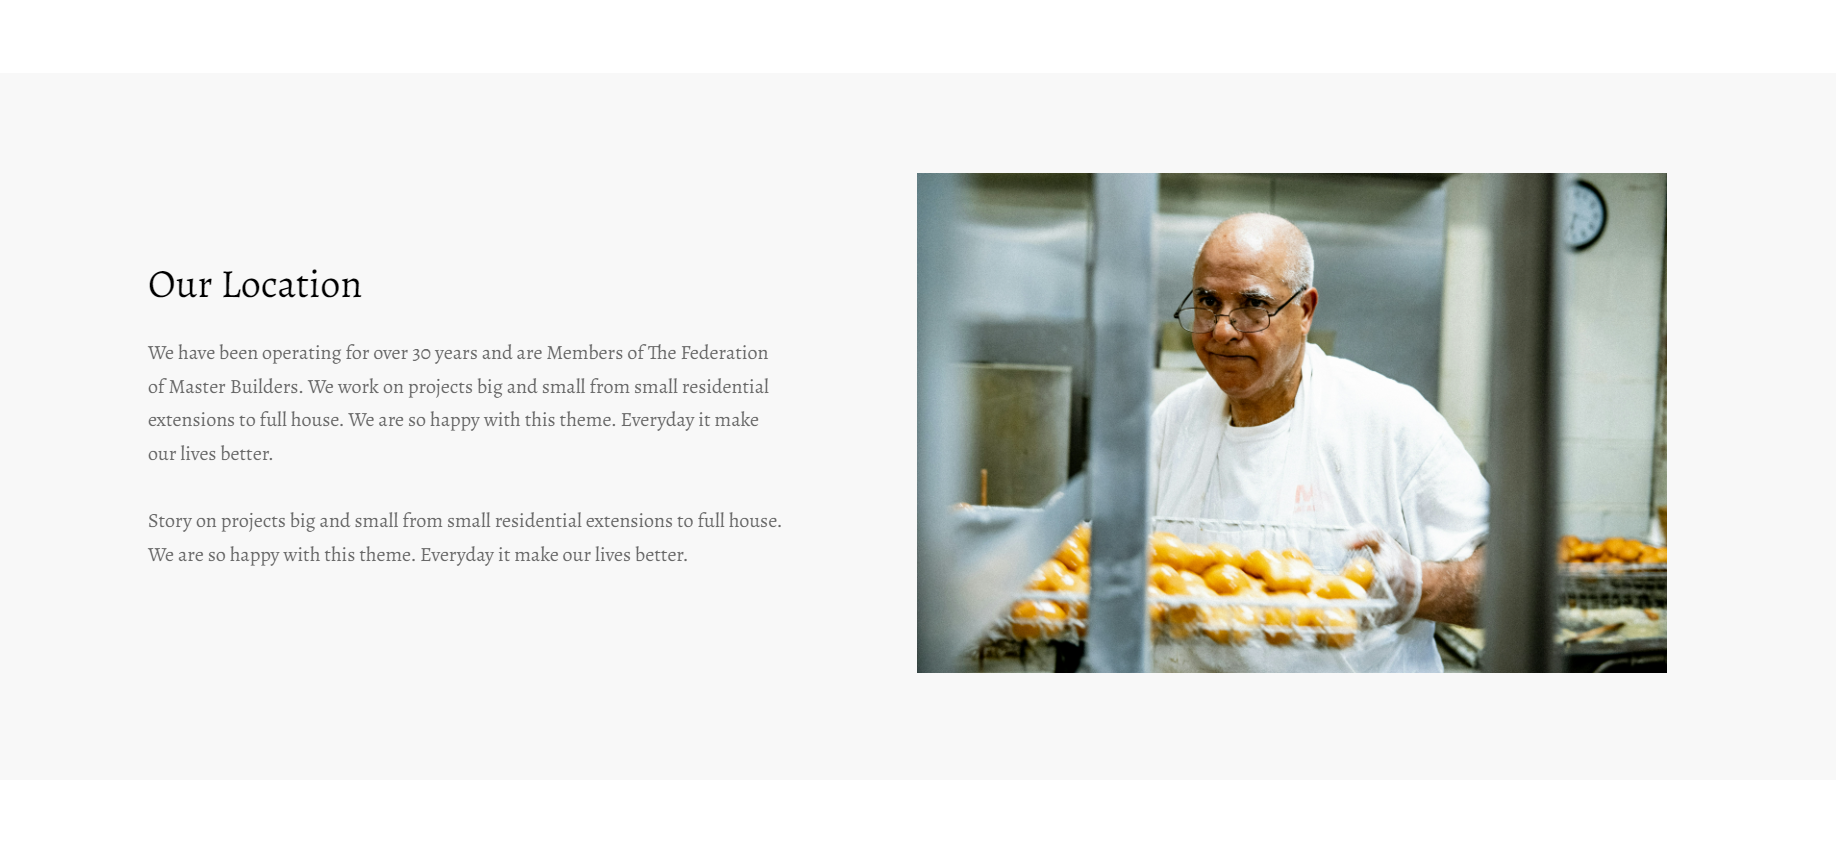 Our Location
We have been operating for over 30 years and are Members of The Federation
of Master Builders. We work on projects big and small from small residential
extensions to full house. We are so happy with this theme. Everyday it make
our lives better.
Story on projects big and small from small residential extensions to full house.
We are so happy with this theme. Everyday it make our lives better.